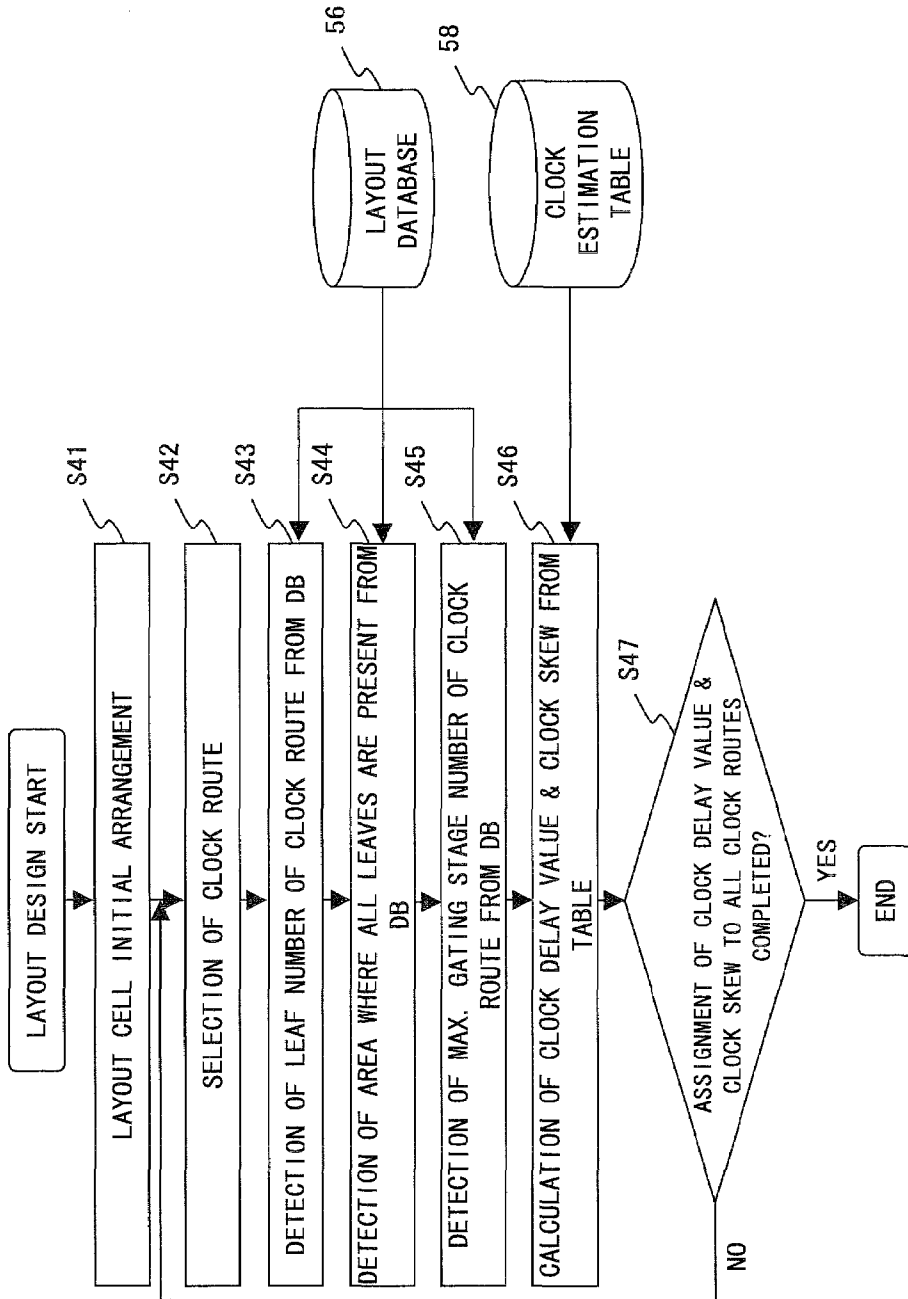 LAYOUT DESIGN START
S41
LAYOUT CELL INITIAL ARRANGEMENT
S42
SELECTION OF CLOCK ROUTE
S43
DETECTION OF LEAF NUMBER OF CLOCK ROUTE FROM DB
S44
DETECTION OF AREA WHERE ALL LEAVES ARE PRESENT FROM
DB
S45
DETECTION OF MAX. GATING STAGE NUMBER OF CLOCK
ROUTE FROM DB
S46
CALCULATION OF CLOCK DELAY VALUE & CLOCK SKEW FROM
TABLE
S47
ASSIGNMENT OF CLOCK DELAY VALUE &
CLOCK SKEW TO ALL CLOCK ROUTES
COMPLETED?
NO
YES
END
56
LAYOUT
DATABASE
58
CLOCK
ESTIMATION
TABLE